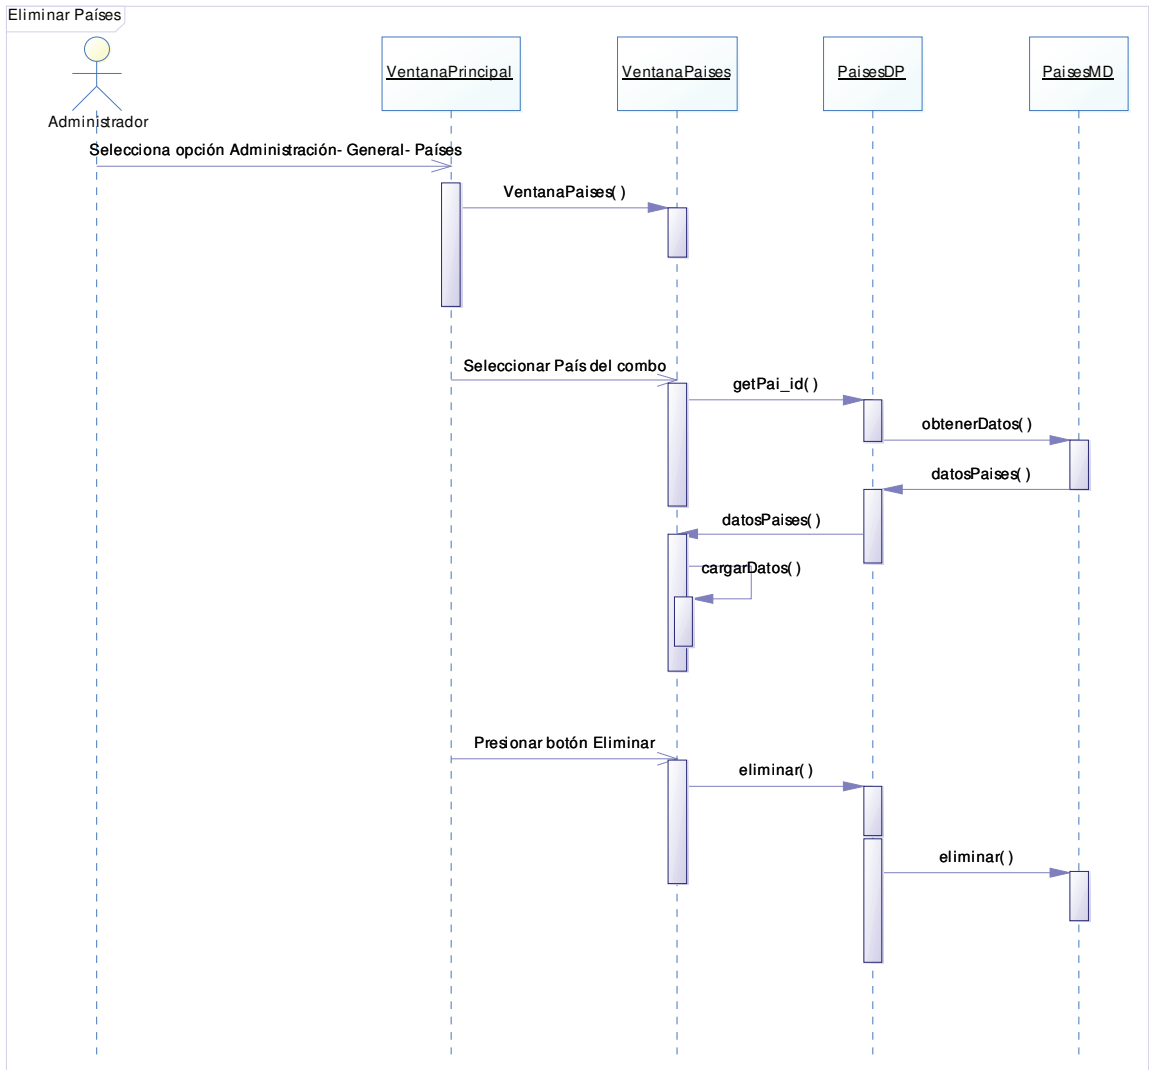 Eliminar Países
VentanaPrincipal
VentanaPaises
PaisesDP
PaisesMD
Administrador
Selecciona opción Administración- General- Países
VentanaPaises( )
Seleccionar País del combo
getPai_id( )
obtenerDatos( )
datosPaises( )
datosPaises( )
cargarDatos( )
Presionar botón Eliminar
eliminar( )
eliminar( )